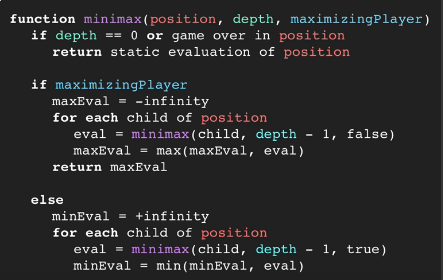 function minimax(position, depth, maximizingPlayer)
    if depth == 0 or game over in position
        return static evaluation of position

    if maximizingPlayer
        maxEval = -infinity
        for each child of position
            eval = minimax(child, depth - 1, false)
            maxEval = max(maxEval, eval)
        return maxEval

    else
        minEval = +infinity
        for each child of position
            eval = minimax(child, depth - 1, true)
            minEval = min(minEval, eval)